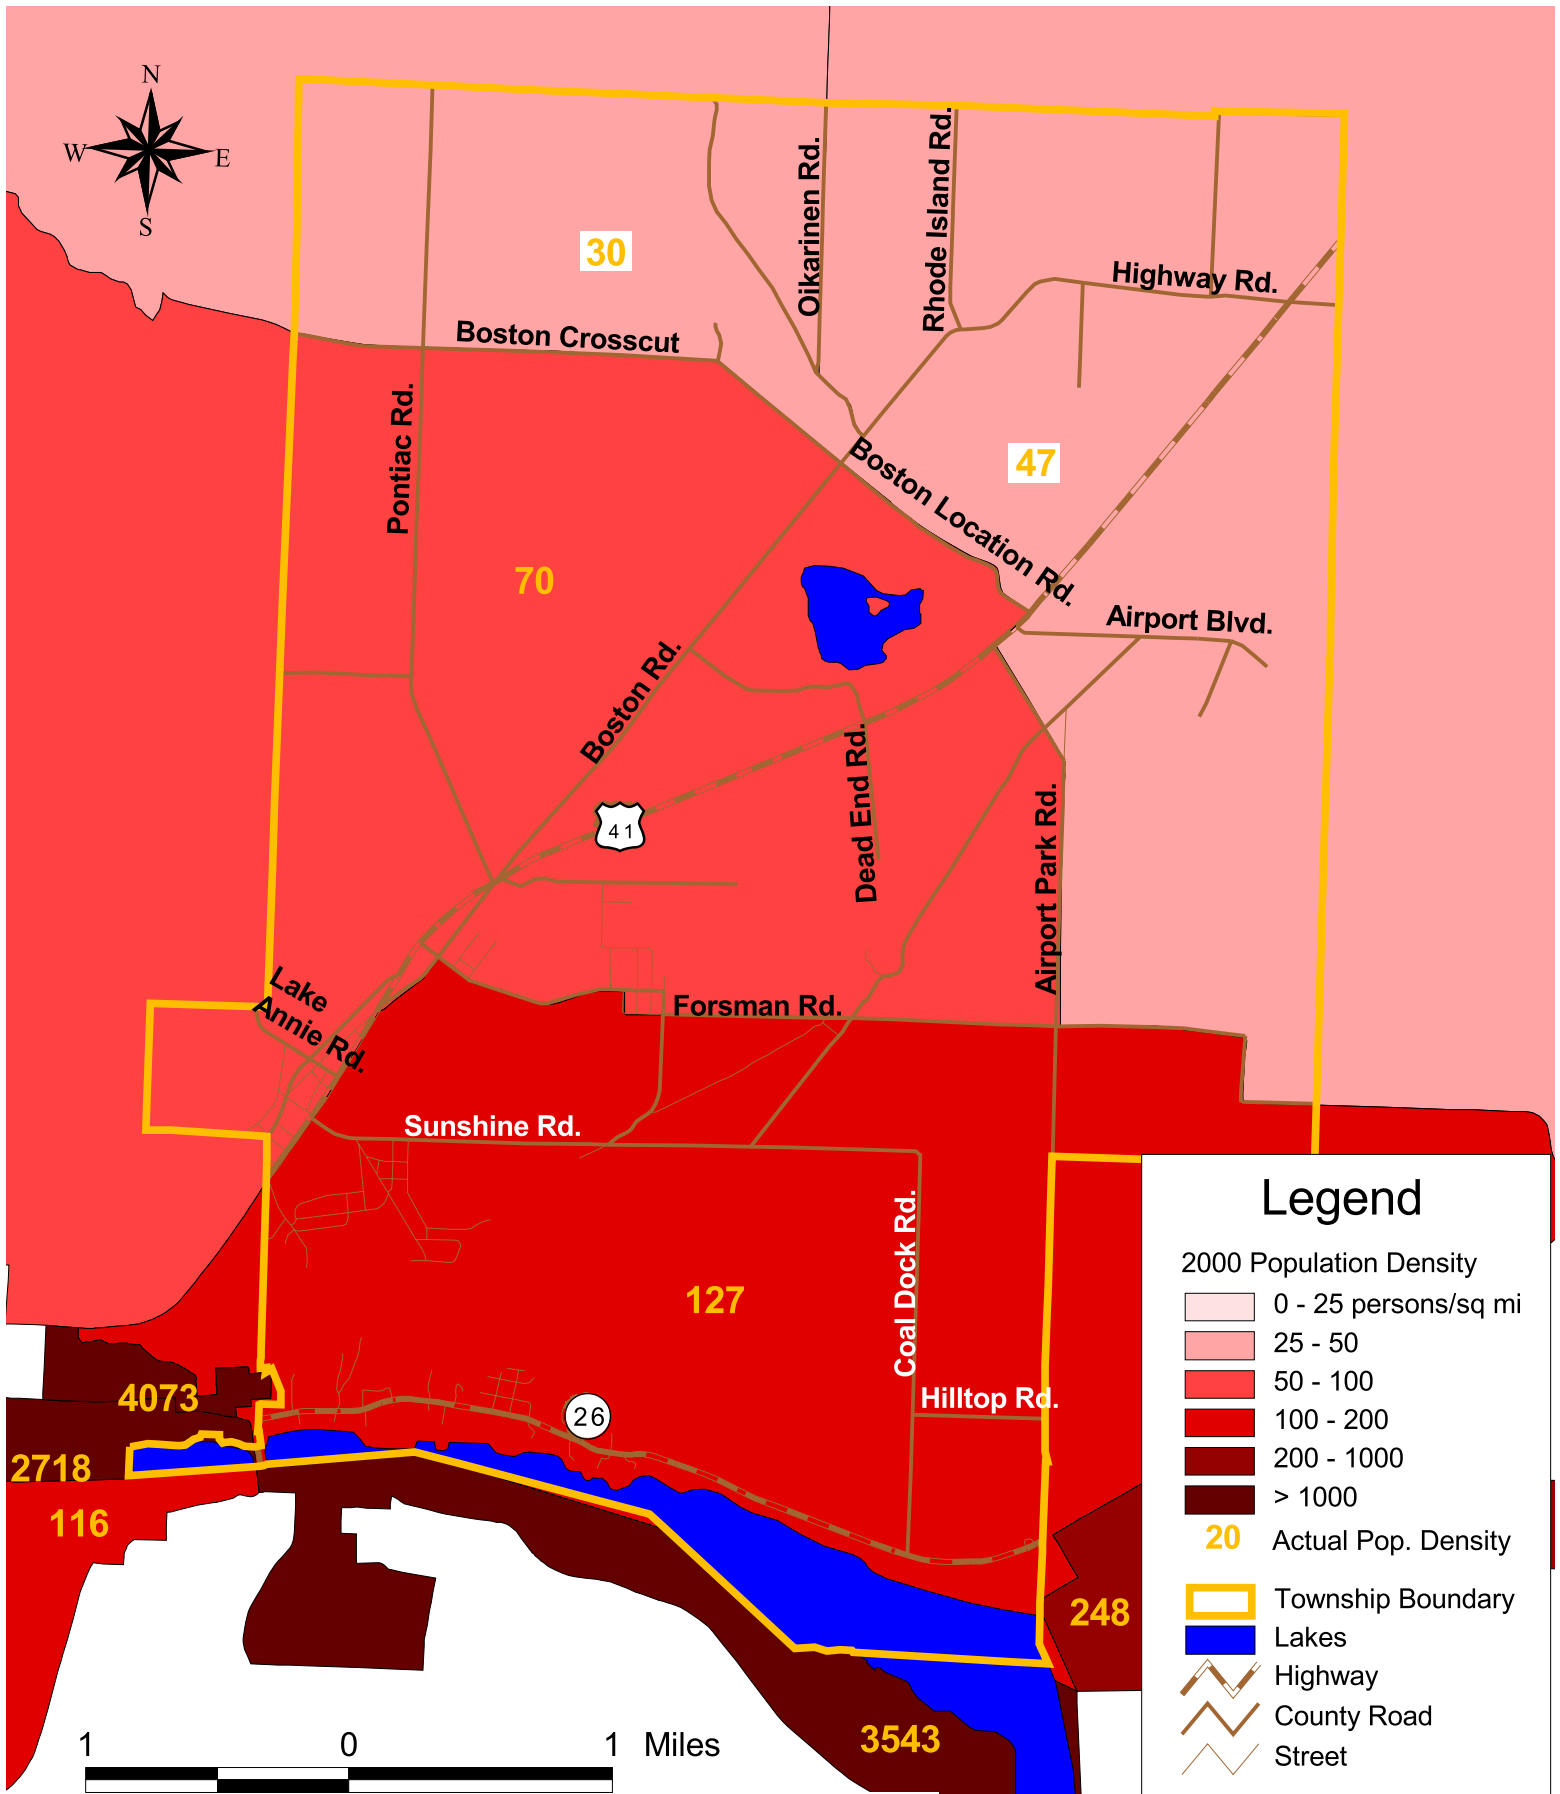 N
W
E
S
30
Oikarinen Rd.
Rhode Island Rd.
Highway Rd.
Boston Crosscut
Pontiac Rd.
47
Boston Location Rd.
70
Airport Blvd.
Boston Rd.
41
Dead End Rd.
Airport Park Rd.
Lake
Annie Rd.
Forsman Rd.
Sunshine Rd.
127
Coal Dock Rd.
Hilltop Rd.
4073
26
2718
116
248
3543
1 0 1 Miles
Legend
2000 Population Density
0 - 25 persons/sq mi
25 - 50
50 - 100
100 - 200
200 - 1000
> 1000
20 Actual Pop. Density
Township Boundary
Lakes
Highway
County Road
Street